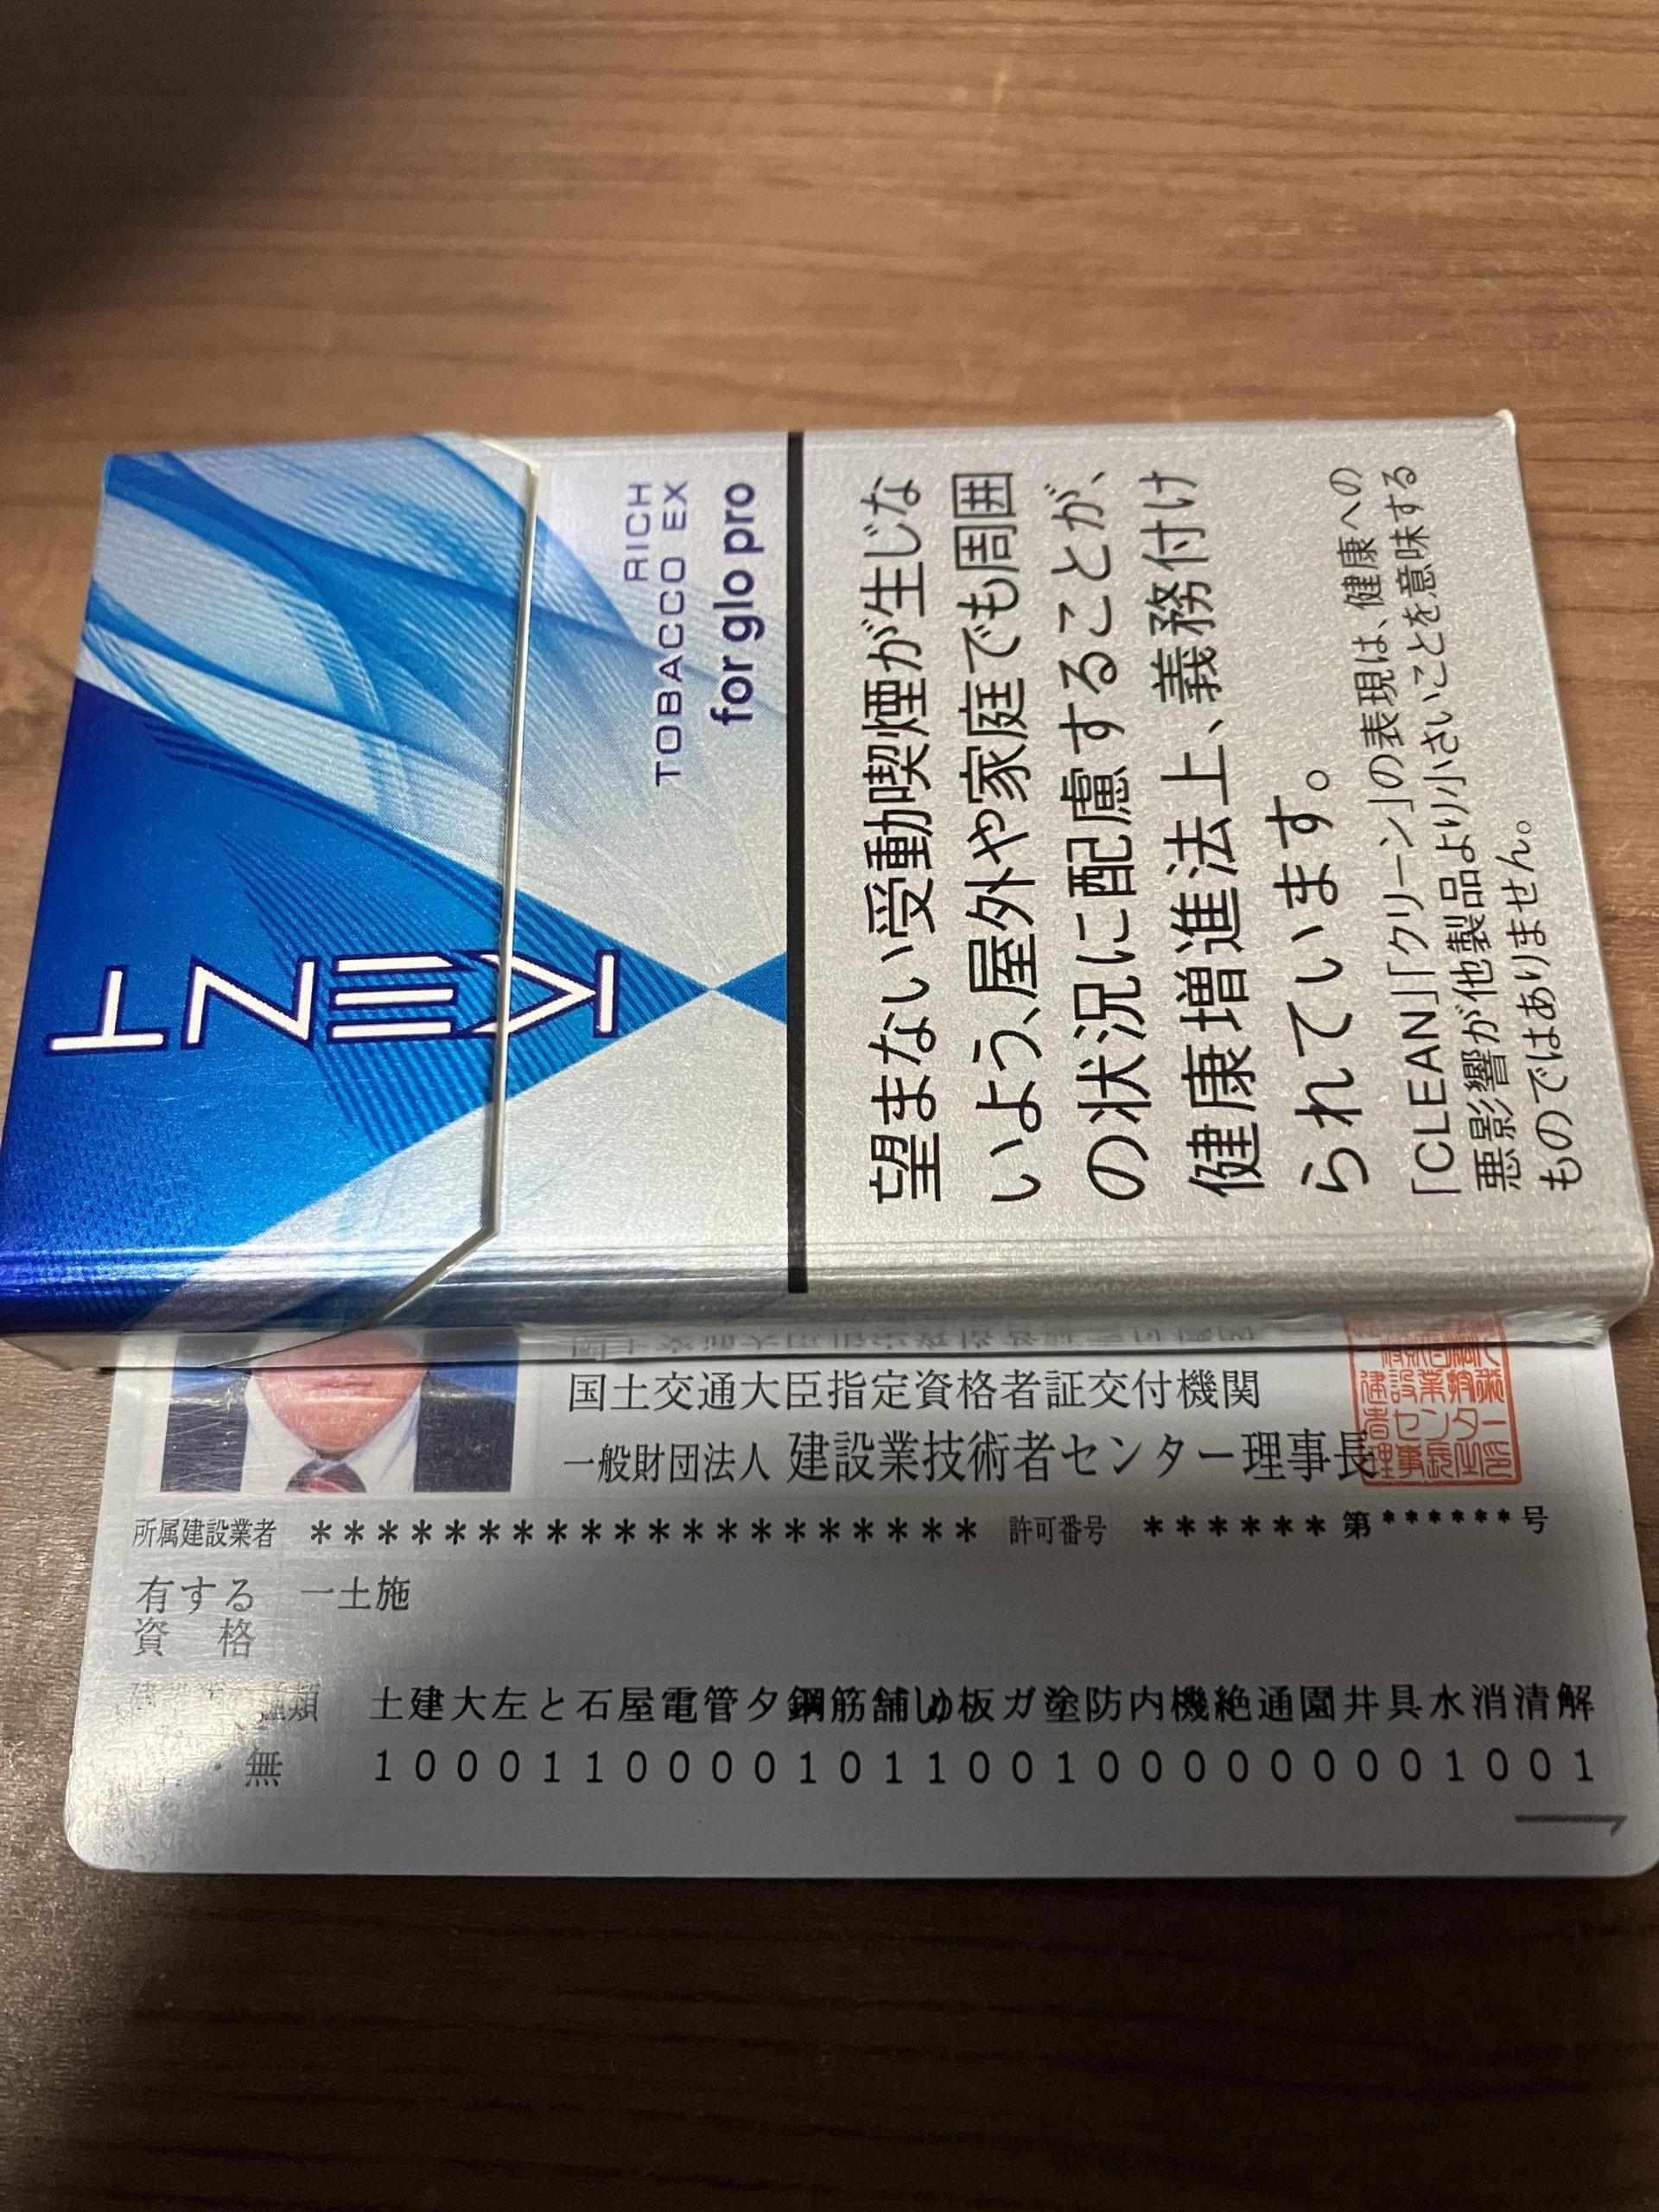 KENT
RICH
TOBACCO EX
for glo pro
望まない受動喫煙が生じな
いよう、屋外や家庭でも周囲
の状況に配慮することが、
健康増進法上、義務付け
られています。
「CLEAN」「クリーン」の表現は、健康への
悪影響が他製品より小さいことを意味する
ものではありません。
国土交通大臣指定資格者証交付機関
一般財団法人 建設業技術者センター理事長
所属建設業者 ******************** 許可番号 ****** 第******号
有する 一土施
資 格
種類 土建大左と石屋電管タ鋼筋舗しゆ板ガ塗防内機絶通園井具水消清解
・無 10001100001011001000000001001